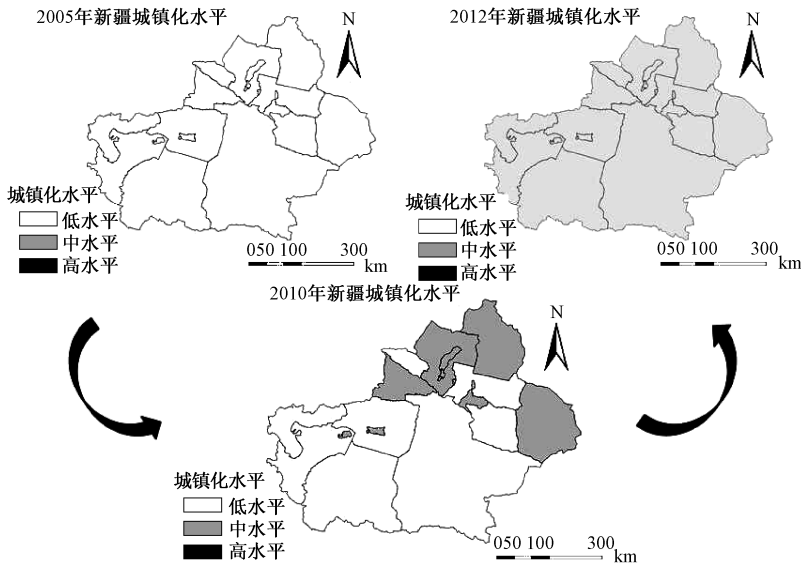 2005年新疆城镇化水平
N
城镇化水平
低水平
中水平
高水平
050 100 300
km
2012年新疆城镇化水平
N
城镇化水平
低水平
中水平
高水平
050 100 300
km
2010年新疆城镇化水平
N
城镇化水平
低水平
中水平
高水平
050 100 300
km